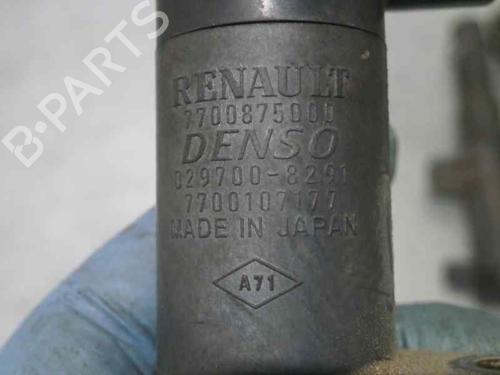 B-PARTS
RENAULT
7700875000
DENSO
029700-8291
7700107177
MADE IN JAPAN
A71